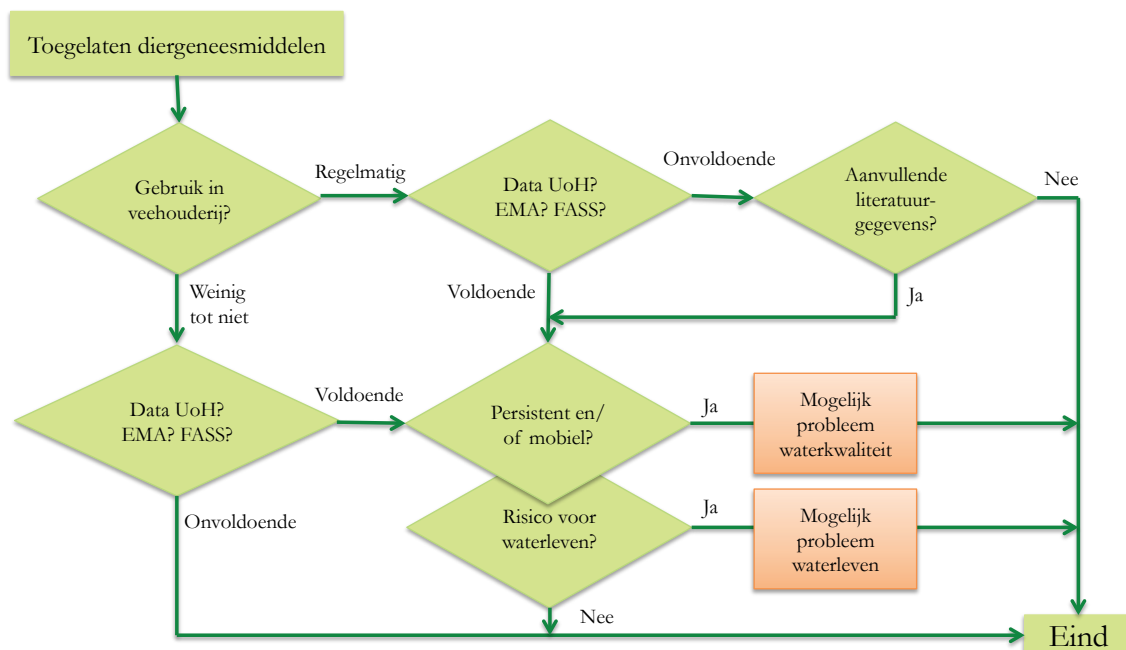 Toegelaten diergeneesmiddelen
Gebruik in
veehouderij?
Regelmatig
Data UoH?
EMA? FASS?
Onvoldoende
Aanvullende
literatuur-
gegevens?
Nee
Weinig
tot niet
Voldoende
Ja
Data UoH?
EMA? FASS?
Voldoende
Persistent en/
of mobiel?
Ja
Mogelijk
probleem
waterkwaliteit
Onvoldoende
Risico voor
waterleven?
Ja
Mogelijk
probleem
waterleven
Nee
Eind